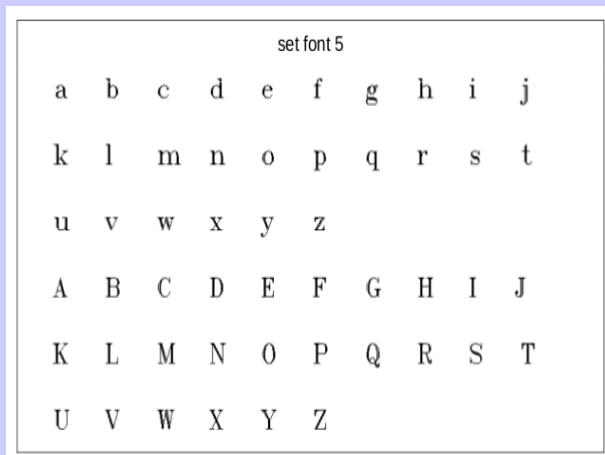 set font 5
a b c d e f g h i j
k l m n o p q r s t
u v w x y z
A B C D E F G H I J
K L M N O P Q R S T
U V W X Y Z